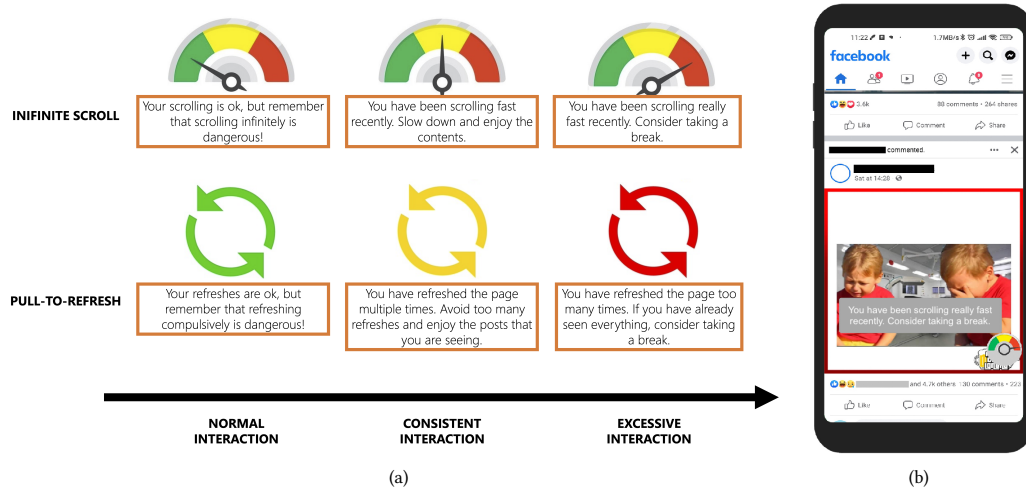 INIFINITE SCROLL
Your scrolling is ok, but remember
that scrolling infinitely is
dangerous!
You have been scrolling fast
recently. Slow down and enjoy the
contents.
You have been scrolling really
fast recently. Consider taking a
break.
PULL-TO-REFRESH
Your refreshes are ok, but
remember that refreshing
compulsively is dangerous!
You have refreshed the page
multiple times. Avoid too many
refreshes and enjoy the posts that
you are seeing.
You have refreshed the page too
many times. If you have already
seen everything, consider taking
a break.
NORMAL
INTERACTION
CONSISTENT
INTERACTION
EXCESSIVE
INTERACTION
(a)
11:22 1.7MB/s
facebook
3.6k 88 comments • 264 shares
Like Comment Share
commented.
Sat at 14:28
You have been scrolling really fast
recently. Consider taking a break.
and 4.7k others 130 comments • 223
Like Comment Share
(b)